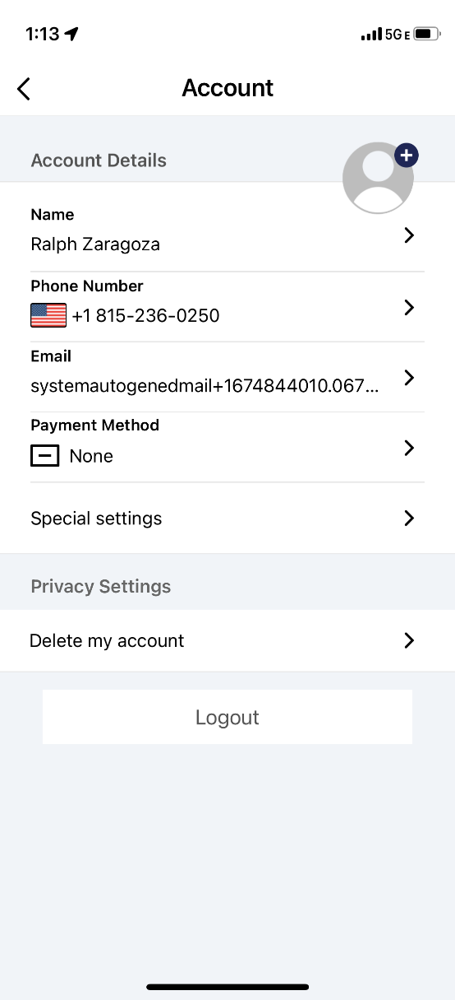 1:13
5G E
Account
Account Details
Name
Ralph Zaragoza
Phone Number
+1 815-236-0250
Email
systemautogenedmail+1674844010.067...
Payment Method
None
Special settings
Privacy Settings
Delete my account
Logout